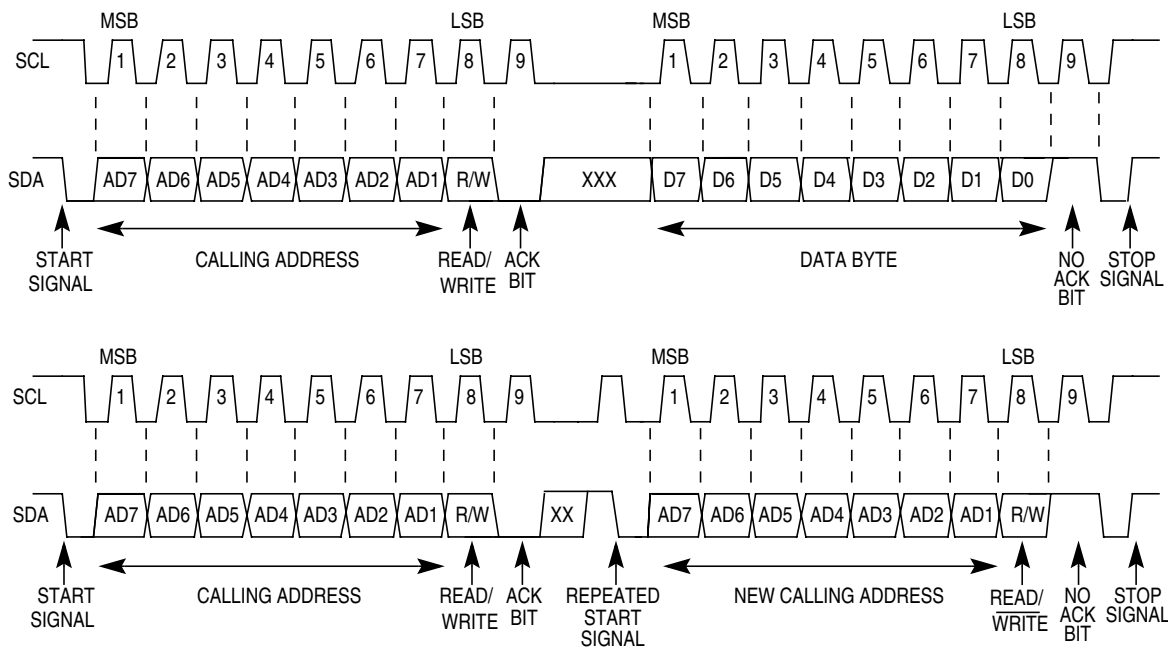 MSB LSB MSB LSB
SCL 1 2 3 4 5 6 7 8 9 1 2 3 4 5 6 7 8 9
SDA AD7 AD6 AD5 AD4 AD3 AD2 AD1 R/W XXX D7 D6 D5 D4 D3 D2 D1 D0
START SIGNAL
CALLING ADDRESS
READ/
WRITE
ACK
BIT
DATA BYTE
NO
ACK
BIT
STOP
SIGNAL
MSB LSB MSB LSB
SCL 1 2 3 4 5 6 7 8 9 1 2 3 4 5 6 7 8 9
SDA AD7 AD6 AD5 AD4 AD3 AD2 AD1 R/W XX AD7 AD6 AD5 AD4 AD3 AD2 AD1 R/W
START
SIGNAL
CALLING ADDRESS
READ/
WRITE
ACK
BIT
REPEATED
START
SIGNAL
NEW CALLING ADDRESS
READ/
WRITE
NO
ACK
BIT
STOP
SIGNAL